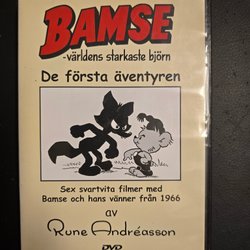 BAMSE
-världens starkaste björn
De första äventyren
Sex svartvita filmer med
Bamse och hans vänner från 1966
av
Rune Andréasson
DVD